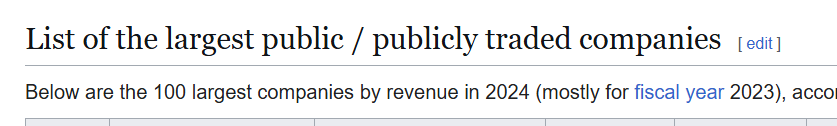 List of the largest public / publicly traded companies [ edit ]
Below are the 100 largest companies by revenue in 2024 (mostly for fiscal year 2023),